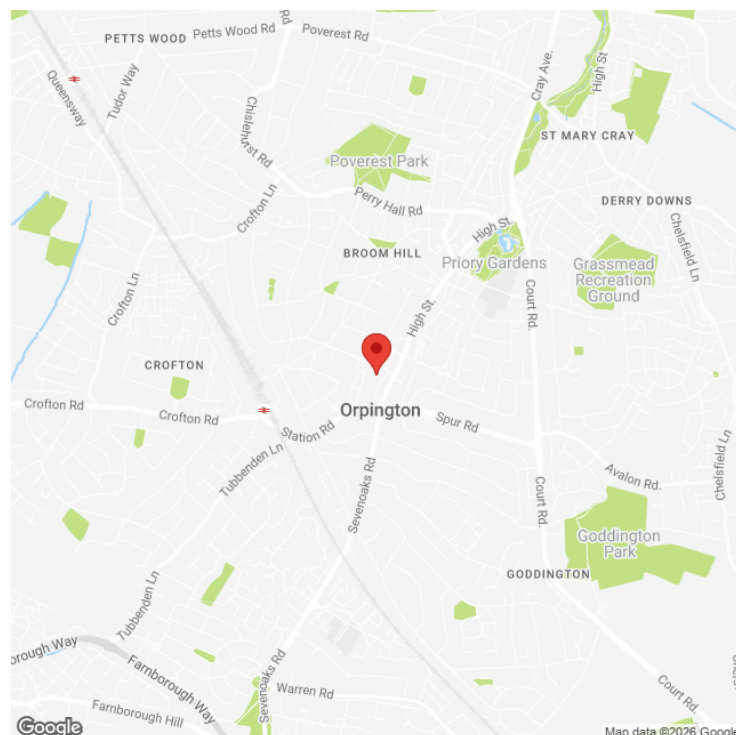 PETTS WOOD
Petts Wood Rd
Rd
Poverest Rd
Queensway
Tudor Way
Cray Ave.
High St
Chislehurst Rd
ST MARY CRAY
Poverest Park
Crofton Ln
Perry Hall Rd
High St.
DERRY DOWNS
Chelsfield Ln
BROOM HILL
Priory Gardens
Grassmead
Recreation
Ground
Crofton Ln
High St.
Court Rd.
CROFTON
Crofton Rd
Crofton Rd
Orpington
Station Rd
Spur Rd
Tubbenden Ln
Sevenoaks Rd
Avalon Rd.
Chelsfield Ln
Court Rd.
Goddington
Park
GODDINGTON
Tubbenden Ln
orough Way
Farnborough Way
Sevenoaks Rd
Warren Rd
Court Rd.
Farnborough Hill
Google
Map data ©2026 Google